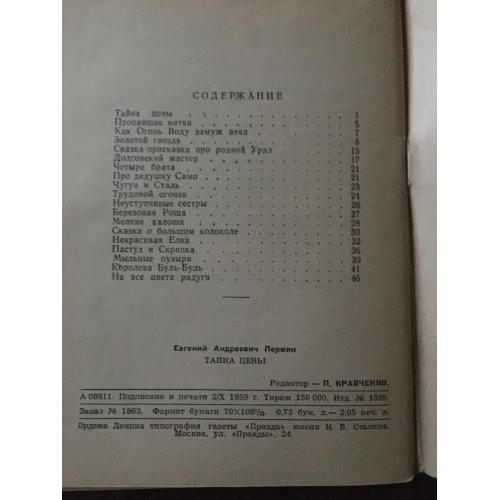 СОДЕРЖАНИЕ
Тайна цены 3
Пропавшие нитки 5
Как Огонь Воду замуж взял 7
Золотой гвоздь 8
Сказка-присказка про родной Урал 15
Долговекий мастер 17
Четыре брата 21
Про дедушку Само 21
Чугун и Сталь 23
Трудовой огонек 24
Неуступчивые сестры 26
Березовая Роща 27
Мелкие калоши 28
Сказка о большом колоколе 30
Некрасивая Елка 32
Пастух и Скрипка 36
Мыльные пузыри 39
Королева Буль-Буль 41
На все цвета радуги 46
Евгений Андреевич Пермяк
ТАЙНА ЦЕНЫ
Редактор — П. КРАВЧЕНКО.
А 08811. Подписано к печати 2/X 1959 г. Тираж 150 000. Изд. № 1539.
Заказ № 1863. Формат бумаги 70×108¹/₃₂. 0,75 бум. л.— 2,05 печ. л.
Ордена Ленина типография газеты «Правда» имени И. В. Сталина.
Москва, ул. «Правды», 24.